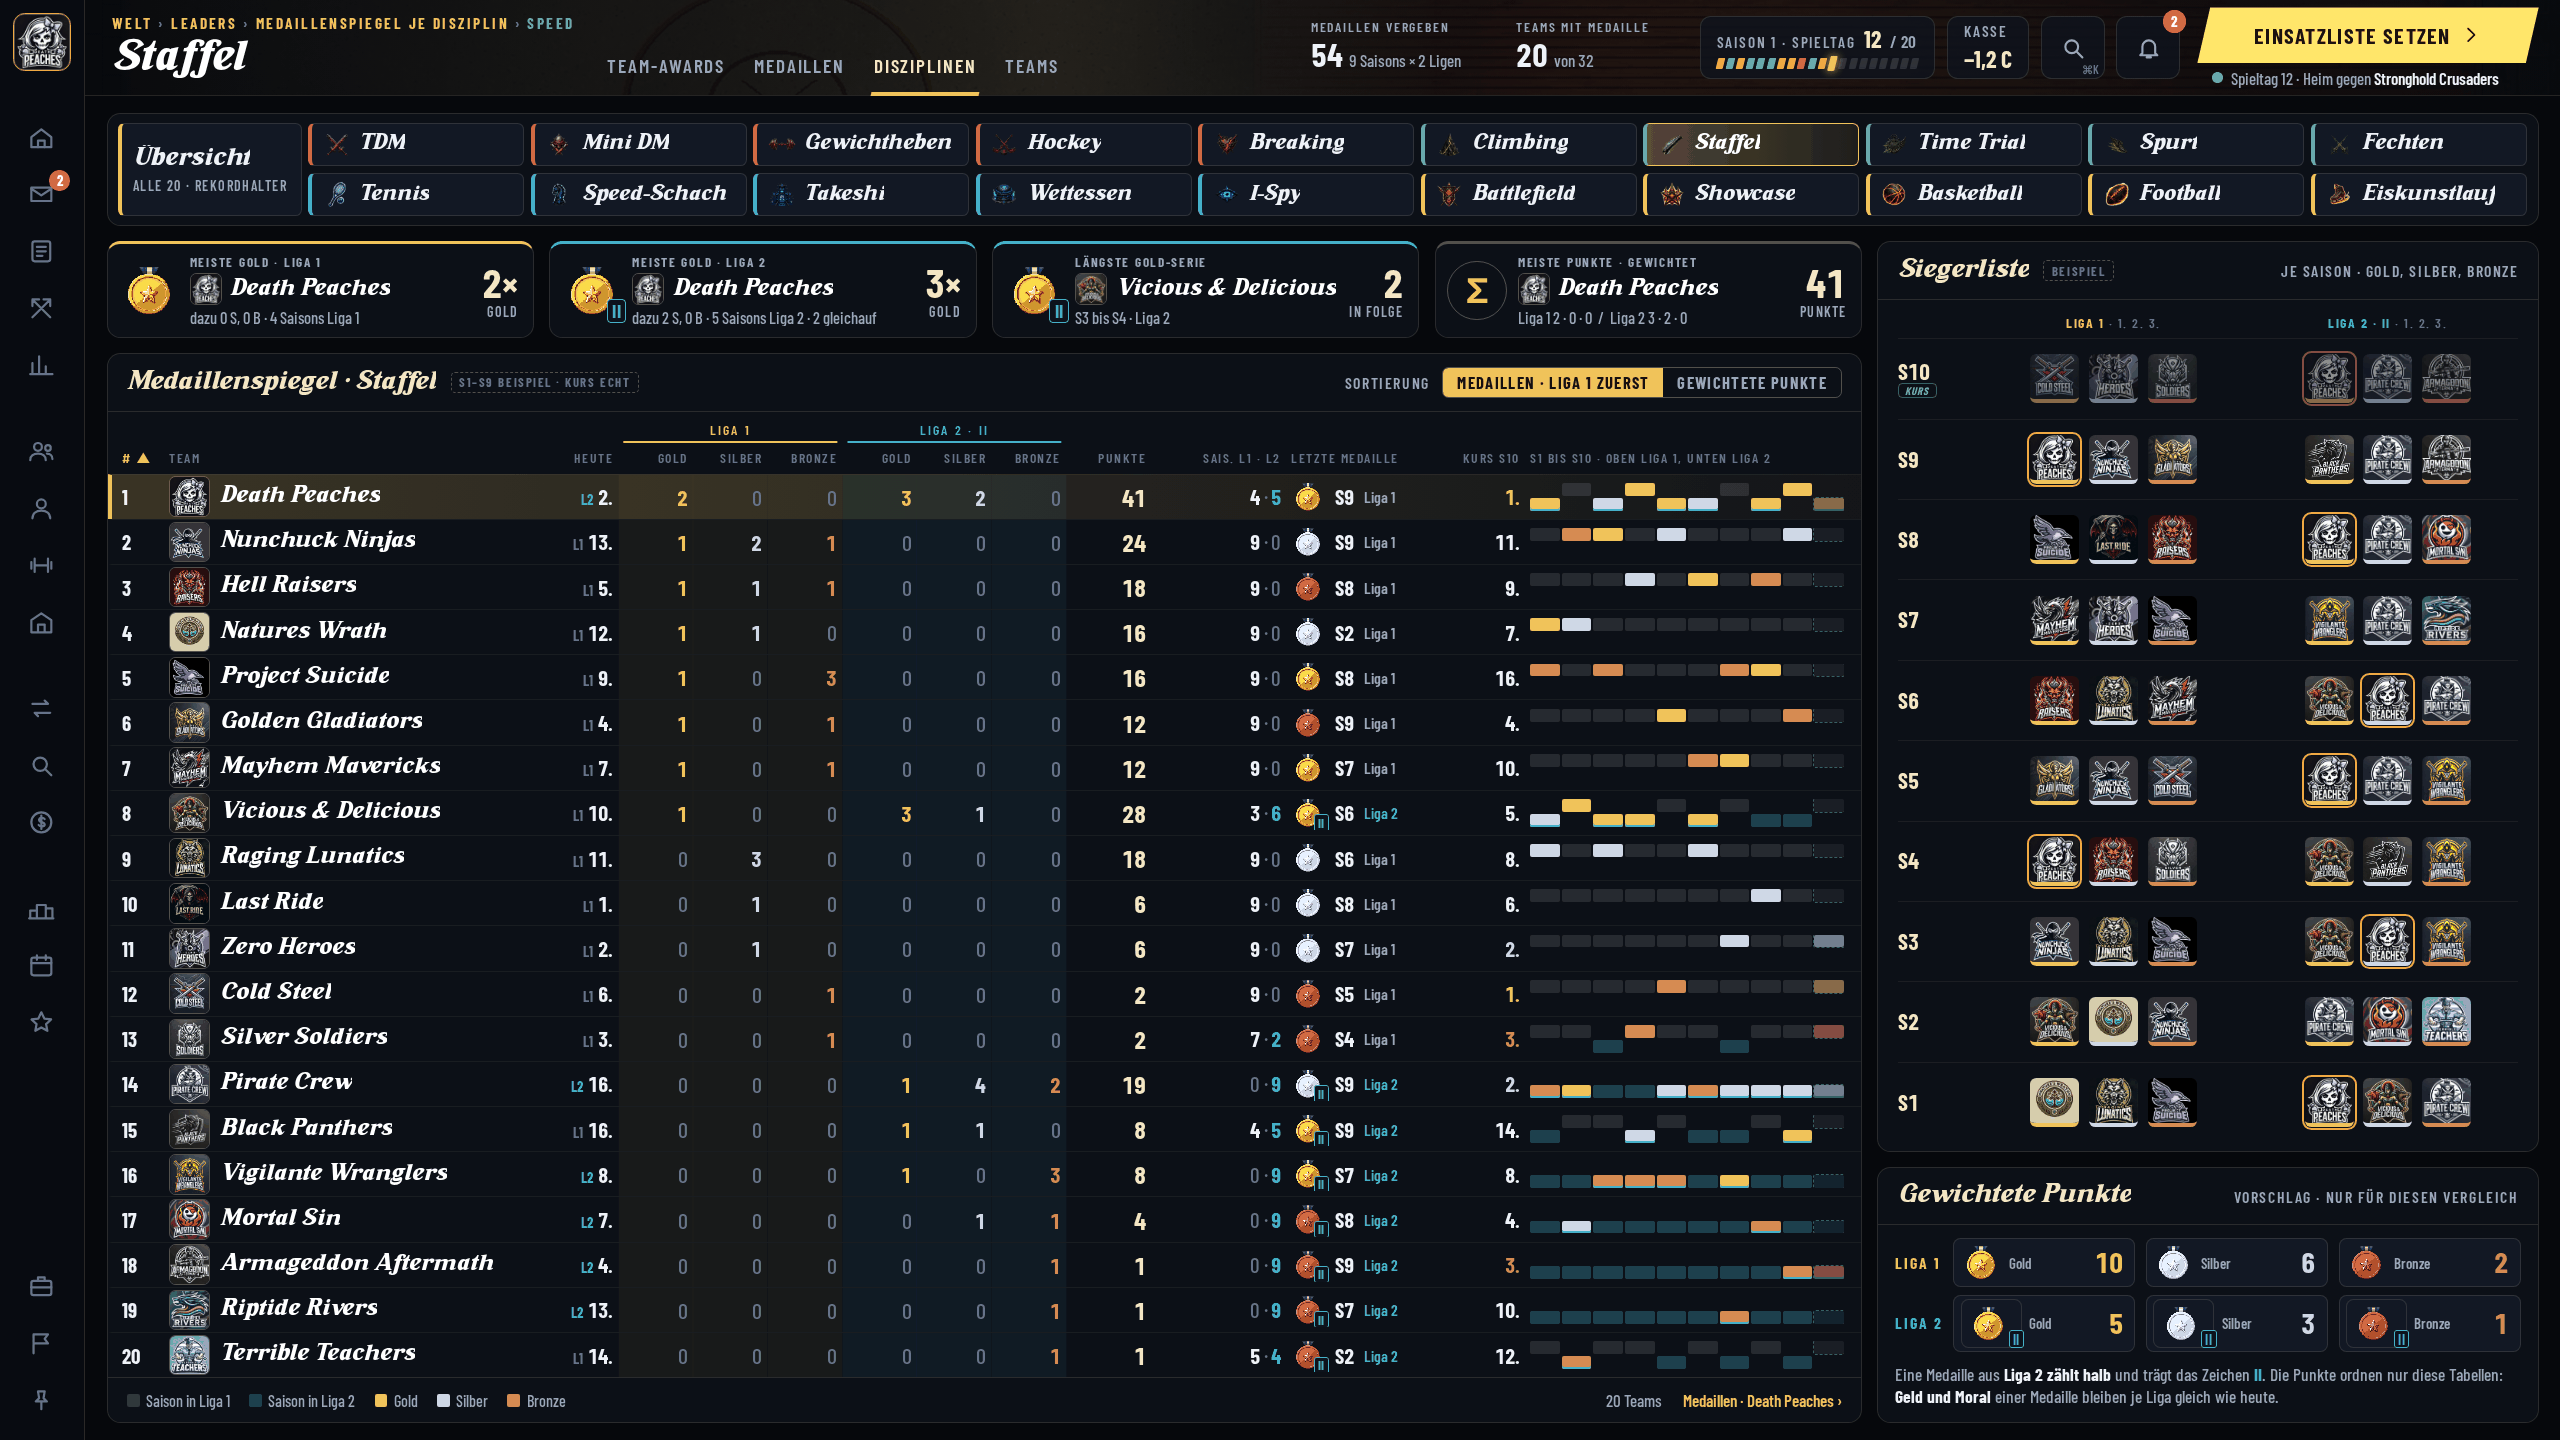 WELT › LEADERS › MEDAILLENSPIEGEL JE DISZIPLIN › SPEED
Staffel
TEAM-AWARDS MEDAILLEN DISZIPLINEN TEAMS
MEDAILLEN VERGEBEN
54 9 Saisons × 2 Ligen
TEAMS MIT MEDAILLE
20 von 32
SAISON 1 · SPIELTAG 12 / 20
KASSE
−1,2 C
⌘K
2
EINSATZLISTE SETZEN
Spieltag 12 · Heim gegen Stronghold Crusaders
2
Übersicht
ALLE 20 · REKORDHALTER
TDM Mini DM Gewichtheben Hockey Breaking Climbing Staffel Time Trial Spurt Fechten
Tennis Speed-Schach Takeshi Wettessen I-Spy Battlefield Showcase Basketball Football Eiskunstlauf
MEISTE GOLD · LIGA 1
Death Peaches
dazu 0 S, 0 B · 4 Saisons Liga 1
2×
GOLD
MEISTE GOLD · LIGA 2
Death Peaches
dazu 2 S, 0 B · 5 Saisons Liga 2 · 2 gleichauf
3×
GOLD
II
LÄNGSTE GOLD-SERIE
Vicious & Delicious
S3 bis S4 · Liga 2
2
IN FOLGE
II
MEISTE PUNKTE · GEWICHTET
Σ
Death Peaches
Liga 1 2 · 0 · 0 / Liga 2 3 · 2 · 0
41
PUNKTE
Medaillenspiegel · Staffel
S1–S9 BEISPIEL · KURS ECHT
SORTIERUNG MEDAILLEN · LIGA 1 ZUERST GEWICHTETE PUNKTE
LIGA 1 LIGA 2 · II
# ▲ TEAM HEUTE GOLD SILBER BRONZE GOLD SILBER BRONZE PUNKTE SAIS. L1 · L2 LETZTE MEDAILLE KURS S10 S1 BIS S10 · OBEN LIGA 1, UNTEN LIGA 2
1 Death Peaches L2 2. 2 0 0 3 2 0 41 4 · 5 S9 Liga 1 1.
2 Nunchuck Ninjas L1 13. 1 2 1 0 0 0 24 9 · 0 S9 Liga 1 11.
3 Hell Raisers L1 5. 1 1 1 0 0 0 18 9 · 0 S8 Liga 1 9.
4 Natures Wrath L1 12. 1 1 0 0 0 0 16 9 · 0 S2 Liga 1 7.
5 Project Suicide L1 9. 1 0 3 0 0 0 16 9 · 0 S8 Liga 1 16.
6 Golden Gladiators L1 4. 1 0 1 0 0 0 12 9 · 0 S9 Liga 1 4.
7 Mayhem Mavericks L1 7. 1 0 1 0 0 0 12 9 · 0 S7 Liga 1 10.
8 Vicious & Delicious L1 10. 1 0 0 3 1 0 28 3 · 6 II S6 Liga 2 5.
9 Raging Lunatics L1 11. 0 3 0 0 0 0 18 9 · 0 S6 Liga 1 8.
10 Last Ride L1 1. 0 1 0 0 0 0 6 9 · 0 S8 Liga 1 6.
11 Zero Heroes L1 2. 0 1 0 0 0 0 6 9 · 0 S7 Liga 1 2.
12 Cold Steel L1 6. 0 0 1 0 0 0 2 9 · 0 S5 Liga 1 1.
13 Silver Soldiers L1 3. 0 0 1 0 0 0 2 7 · 2 S4 Liga 1 3.
14 Pirate Crew L2 16. 0 0 0 1 4 2 19 0 · 9 II S9 Liga 2 2.
15 Black Panthers L1 16. 0 0 0 1 1 0 8 4 · 5 II S9 Liga 2 14.
16 Vigilante Wranglers L2 8. 0 0 0 1 0 3 8 0 · 9 II S7 Liga 2 8.
17 Mortal Sin L2 7. 0 0 0 0 1 1 4 0 · 9 II S8 Liga 2 4.
18 Armageddon Aftermath L2 4. 0 0 0 0 0 1 1 0 · 9 II S9 Liga 2 3.
19 Riptide Rivers L2 13. 0 0 0 0 0 1 1 0 · 9 II S7 Liga 2 10.
20 Terrible Teachers L1 14. 0 0 0 0 0 1 1 5 · 4 II S2 Liga 2 12.
Saison in Liga 1 Saison in Liga 2 Gold Silber Bronze
20 Teams Medaillen · Death Peaches ›
Siegerliste BEISPIEL JE SAISON · GOLD, SILBER, BRONZE
LIGA 1 · 1. 2. 3. LIGA 2 · II · 1. 2. 3.
S10
KURS
S9
S8
S7
S6
S5
S4
S3
S2
S1
Gewichtete Punkte VORSCHLAG · NUR FÜR DIESEN VERGLEICH
LIGA 1 Gold 10 Silber 6 Bronze 2
LIGA 2 II Gold 5 II Silber 3 II Bronze 1
Eine Medaille aus Liga 2 zählt halb und trägt das Zeichen II. Die Punkte ordnen nur diese Tabellen:
Geld und Moral einer Medaille bleiben je Liga gleich wie heute.